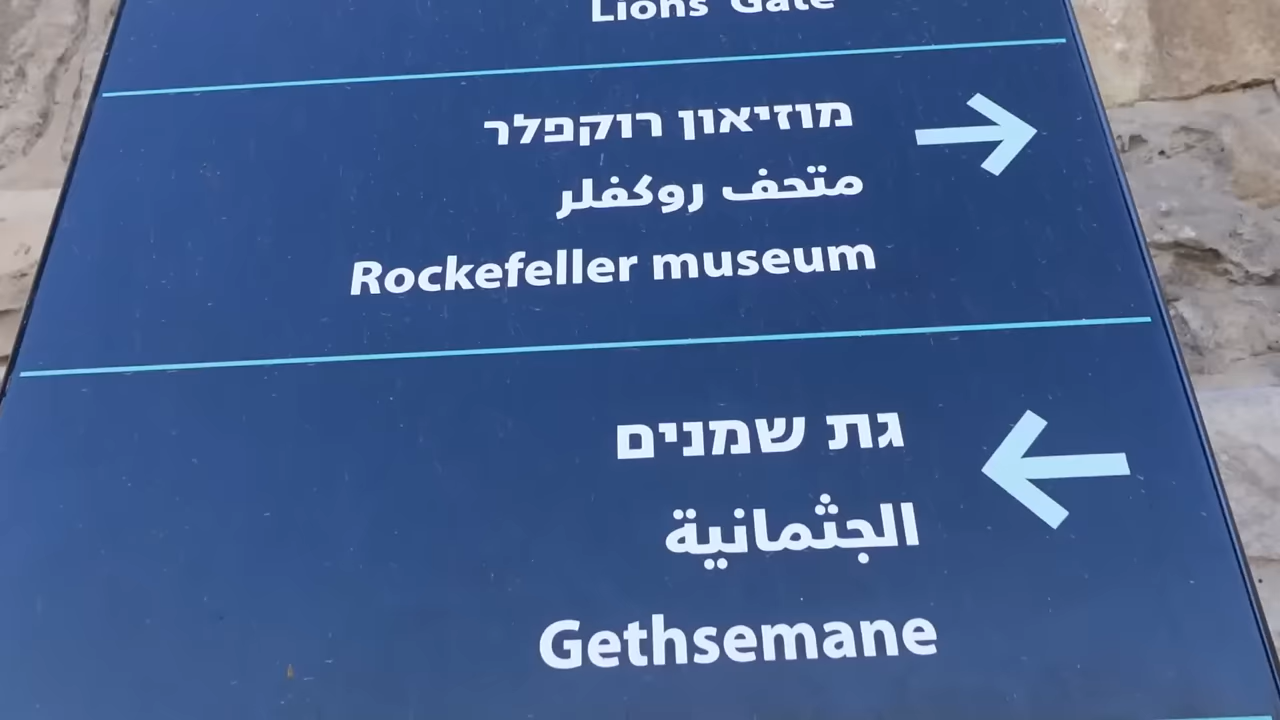 Lions' Gate
מוזיאון רוקפלר
متحف روكفلر
Rockefeller museum
גת שמנים
الجثمانية
Gethsemane